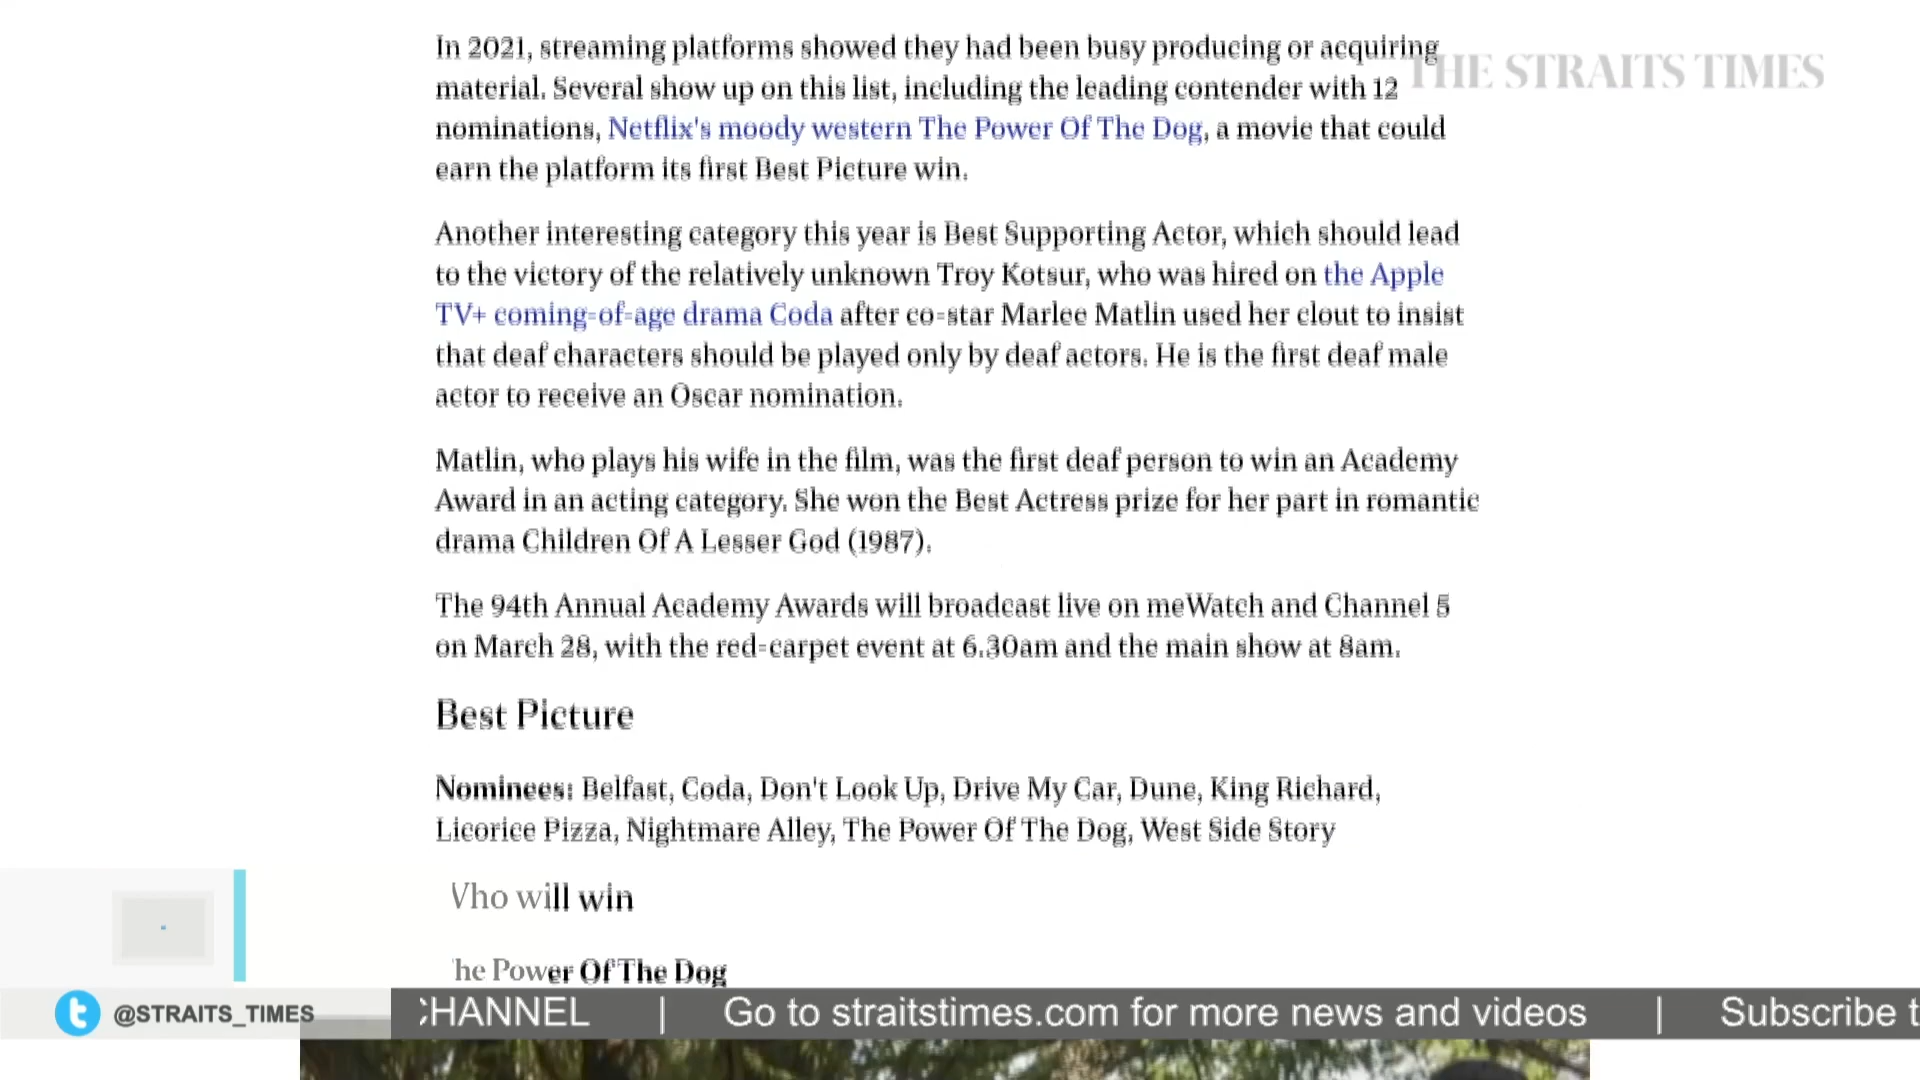 In 2021, streaming platforms showed they had been busy producing or acquiring
THE STRAITS TIMES
material. Several show up on this list, including the leading contender with 12
nominations, Netflix's moody western The Power Of The Dog, a movie that could
earn the platform its first Best Picture win.
Another interesting category this year is Best Supporting Actor, which should lead
to the victory of the relatively unknown Troy Kotsur, who was hired on the Apple
TV+ coming-of-age drama Coda after co-star Marlee Matlin used her clout to insist
that deaf characters should be played only by deaf actors. He is the first deaf male
actor to receive an Oscar nomination.
Matlin, who plays his wife in the film, was the first deaf person to win an Academy
Award in an acting category. She won the Best Actress prize for her part in romantic
drama Children Of A Lesser God (1987).
The 94th Annual Academy Awards will broadcast live on meWatch and Channel 5
on March 28, with the red-carpet event at 6.30am and the main show at 8am.
Best Picture
Nominees: Belfast, Coda, Don't Look Up, Drive My Car, Dune, King Richard,
Licorice Pizza, Nightmare Alley, The Power Of The Dog, West Side Story
Who will win
he Power Of The Dog
@STRAITS_TIMES
CHANNEL | Go to straitstimes.com for more news and videos | Subscribe t